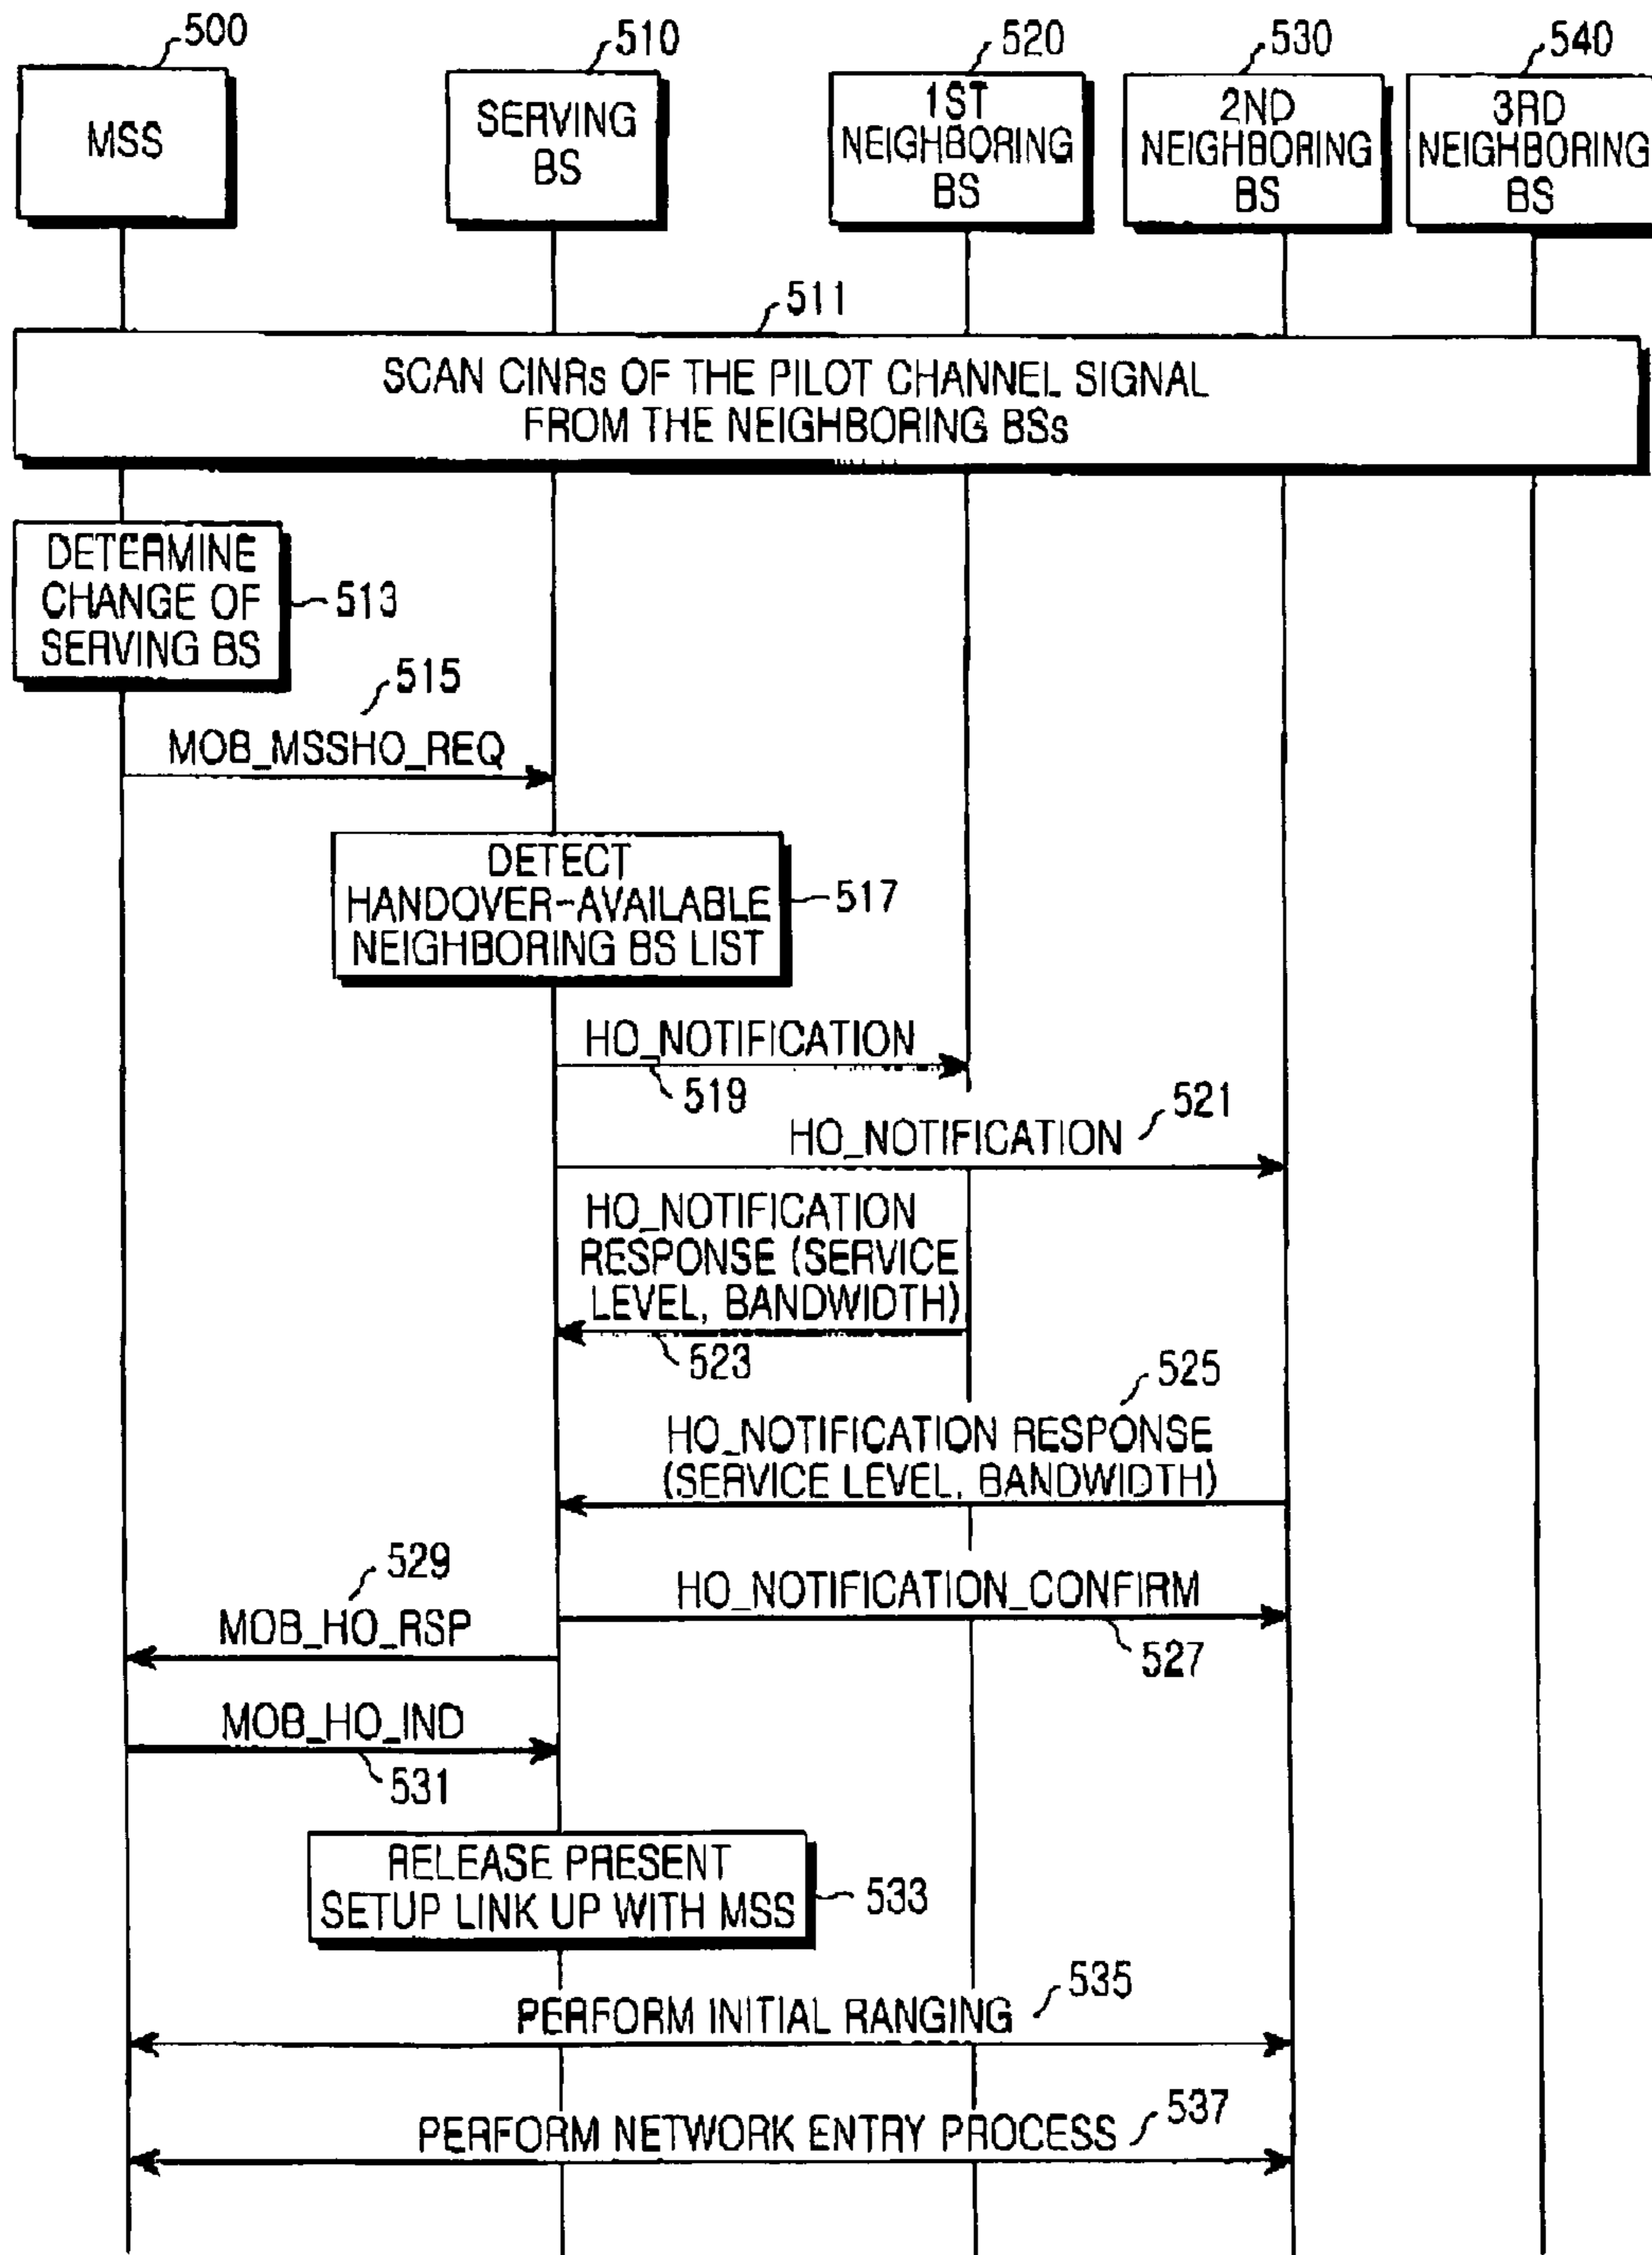 500
510
520
530
540
MSS
SERVING
BS
1ST
NEIGHBORING
BS
2ND
NEIGHBORING
BS
3RD
NEIGHBORING
BS
511
SCAN CINRs OF THE PILOT CHANNEL SIGNAL
FROM THE NEIGHBORING BSs
DETERMINE
CHANGE OF
SERVING BS
513
515
MOB_MSSHO_REQ
DETECT
HANDOVER-AVAILABLE
NEIGHBORING BS LIST
517
HO_NOTIFICATION
519
521
HO_NOTIFICATION
HO_NOTIFICATION
RESPONSE (SERVICE
LEVEL, BANDWIDTH)
523
525
HO_NOTIFICATION RESPONSE
(SERVICE LEVEL, BANDWIDTH)
529
MOB_HO_RSP
HO_NOTIFICATION_CONFIRM
527
MOB_HO_IND
531
RELEASE PRESENT
SETUP LINK UP WITH MSS
533
PERFORM INITIAL RANGING
535
PERFORM NETWORK ENTRY PROCESS
537